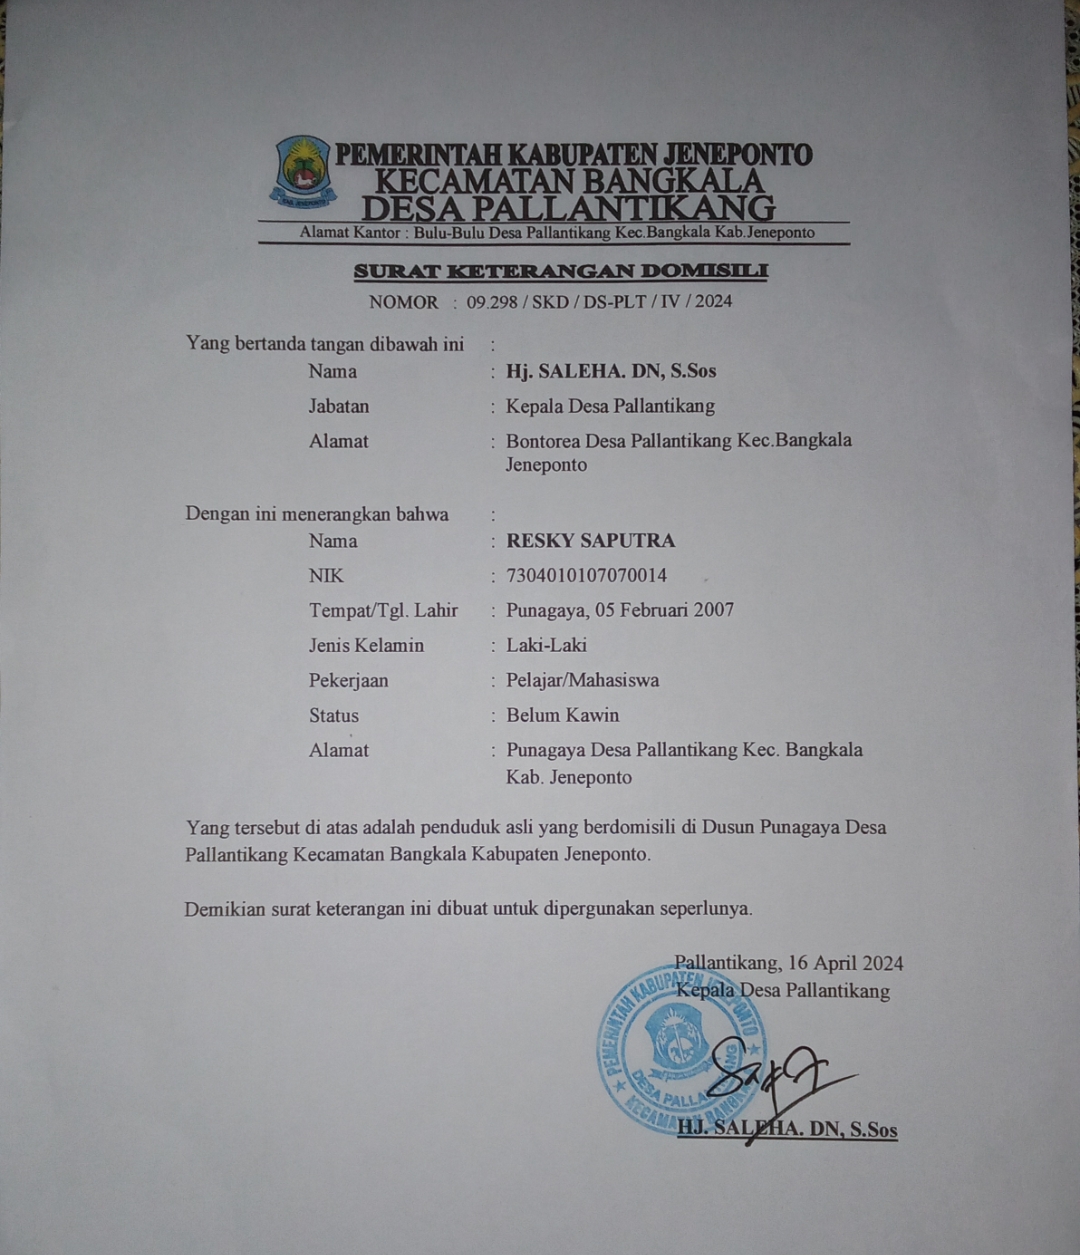 PEMERINTAH KABUPATEN JENEPONTO
KECAMATAN BANGKALA
DESA PALLANTIKANG
KAB. JENEPONTO
Alamat Kantor : Bulu-Bulu Desa Pallantikang Kec.Bangkala Kab.Jeneponto
SURAT KETERANGAN DOMISILI
NOMOR : 09.298 / SKD / DS-PLT / IV / 2024
Yang bertanda tangan dibawah ini :
Nama : Hj. SALEHA. DN, S.Sos
Jabatan : Kepala Desa Pallantikang
Alamat : Bontorea Desa Pallantikang Kec.Bangkala
Jeneponto
Dengan ini menerangkan bahwa :
Nama : RESKY SAPUTRA
NIK : 7304010107070014
Tempat/Tgl. Lahir : Punagaya, 05 Februari 2007
Jenis Kelamin : Laki-Laki
Pekerjaan : Pelajar/Mahasiswa
Status : Belum Kawin
Alamat : Punagaya Desa Pallantikang Kec. Bangkala
Kab. Jeneponto
Yang tersebut di atas adalah penduduk asli yang berdomisili di Dusun Punagaya Desa
Pallantikang Kecamatan Bangkala Kabupaten Jeneponto.
Demikian surat keterangan ini dibuat untuk dipergunakan seperlunya.
Pallantikang, 16 April 2024
Kepala Desa Pallantikang
PEMERINTAH KABUPATEN JENEPONTO
DESA PALLANTIKANG
KECAMATAN BANGKALA
HJ. SALEHA. DN, S.Sos